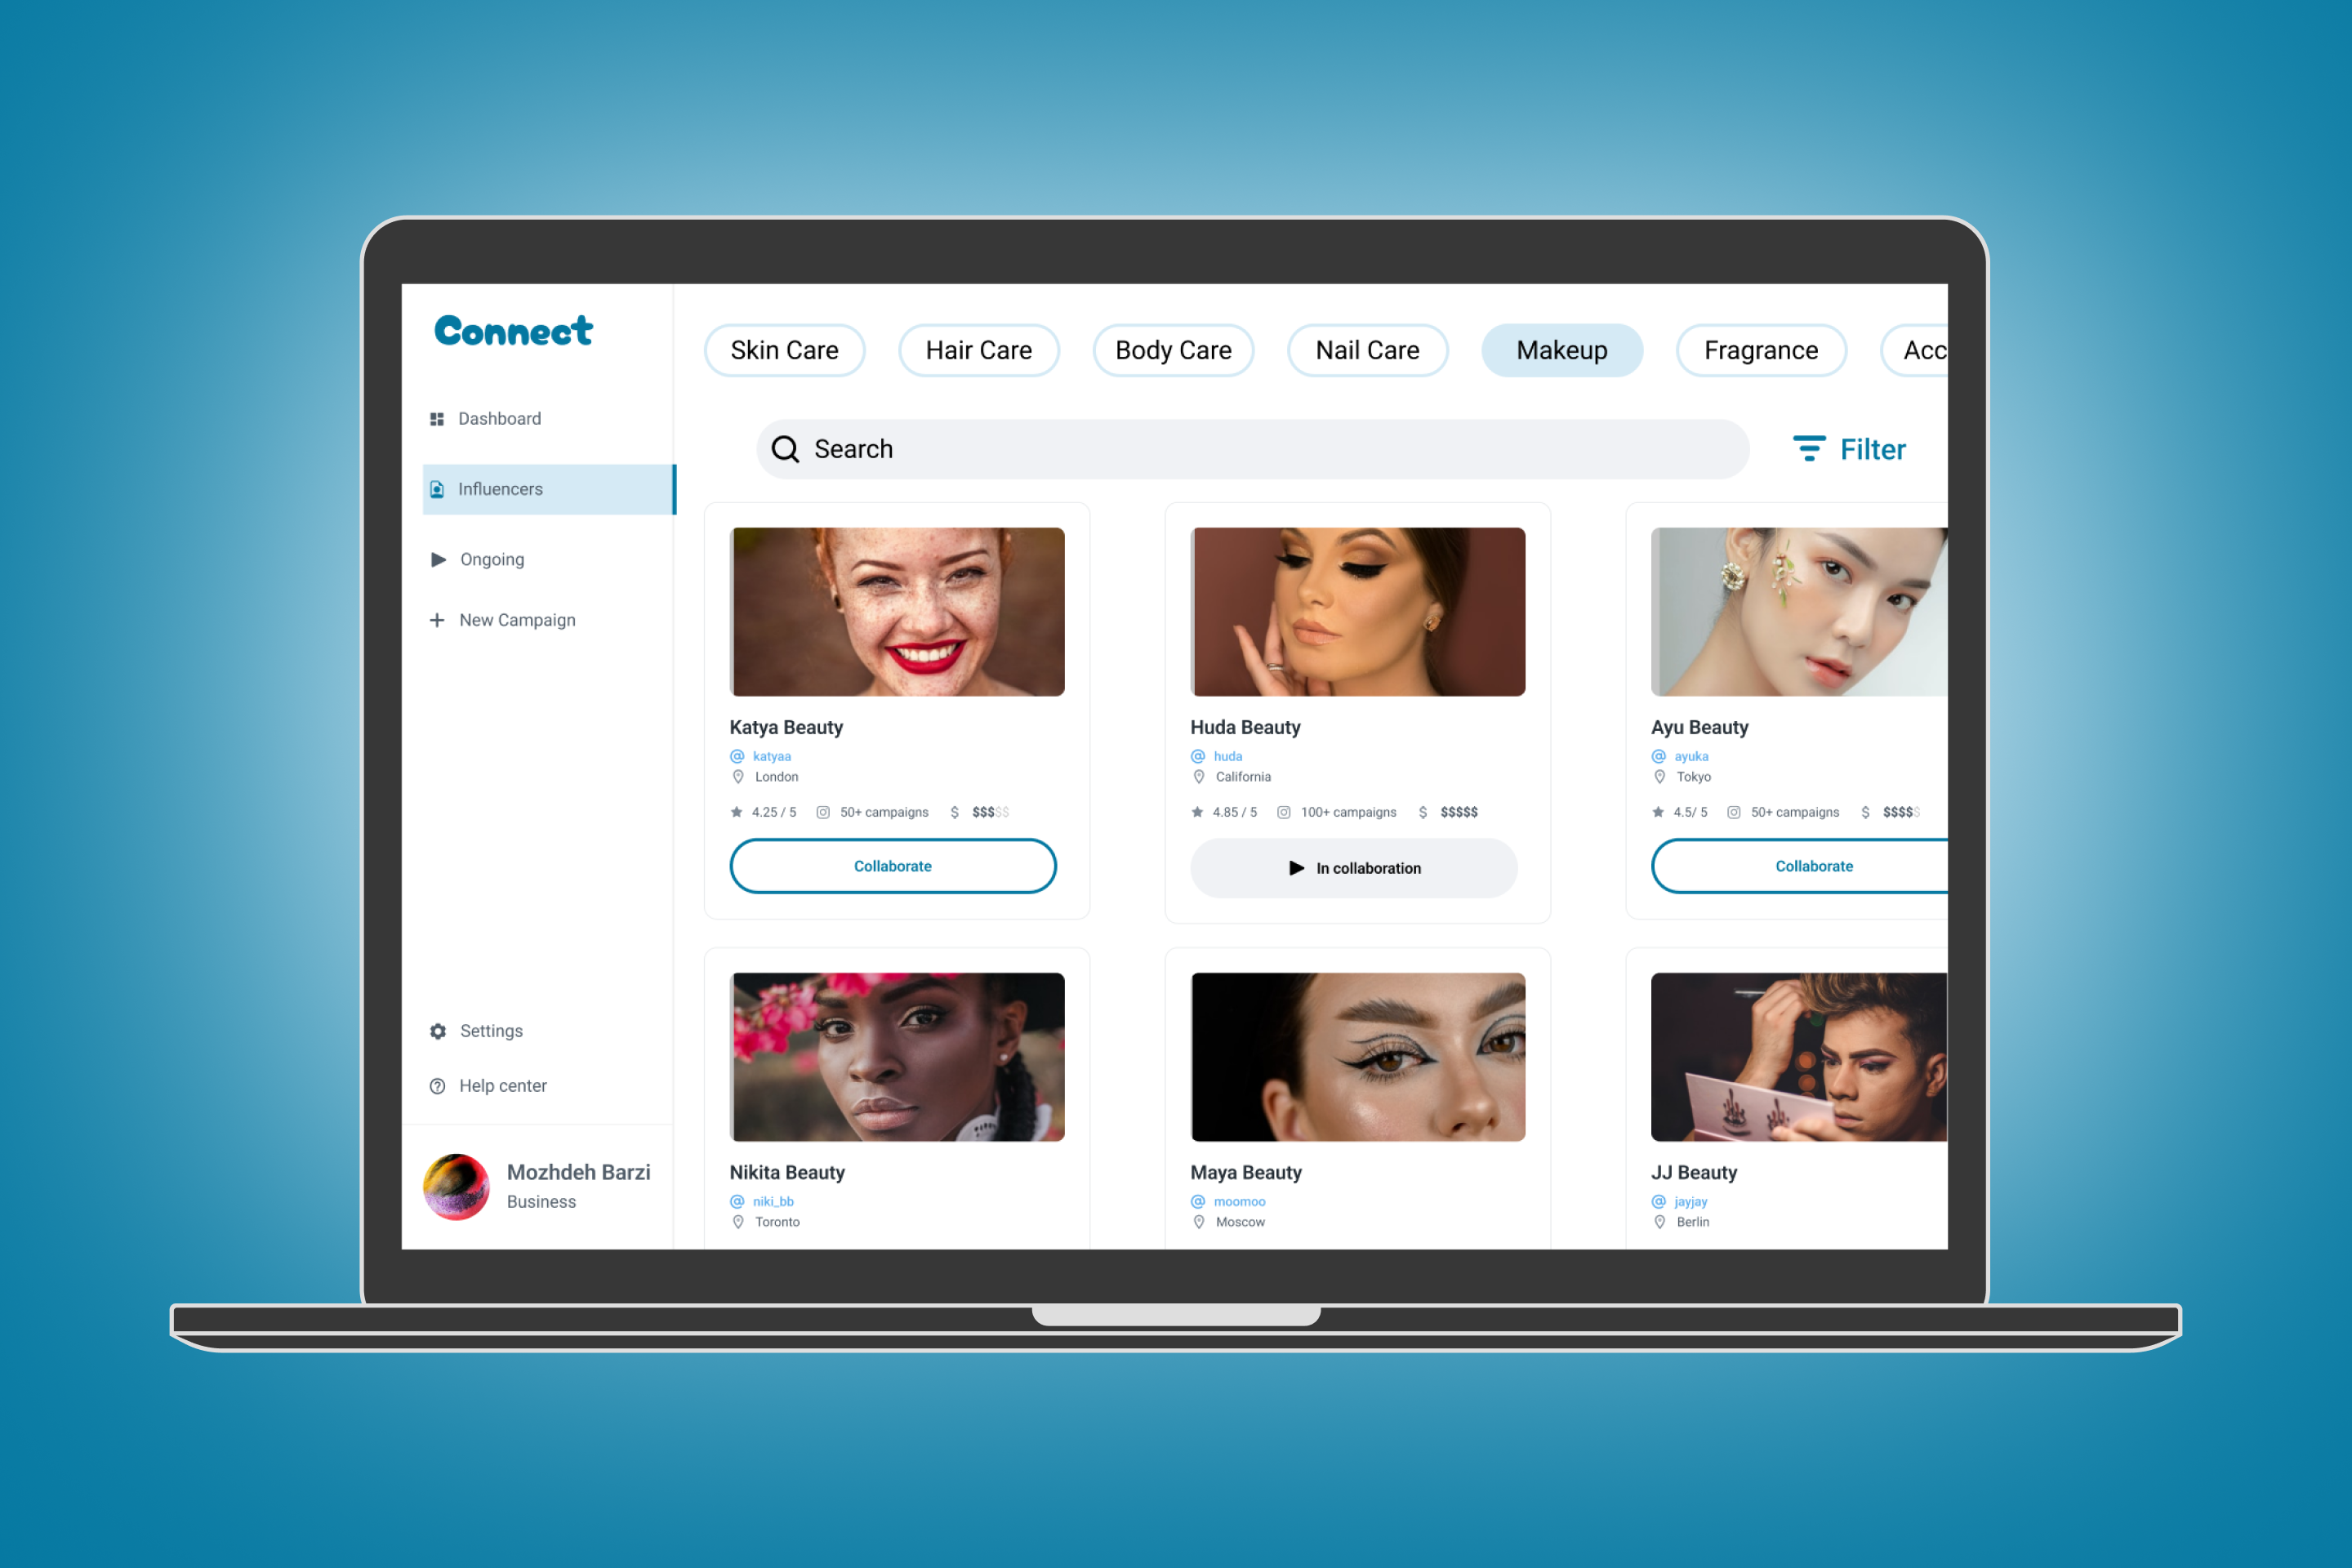 Connect
Dashboard
Influencers
Ongoing
New Campaign
Settings
Help center
Mozhdeh Barzi
Business
Skin Care
Hair Care
Body Care
Nail Care
Makeup
Fragrance
Acc
Search
Filter
Katya Beauty
@ katyaa
London
4.25 / 5 50+ campaigns $ $$$$$
Collaborate
Huda Beauty
@ huda
California
4.85 / 5 100+ campaigns $ $$$$$
In collaboration
Ayu Beauty
@ ayuka
Tokyo
4.5/ 5 50+ campaigns $ $$$$$
Collaborate
Nikita Beauty
@ niki_bb
Toronto
Maya Beauty
@ moomoo
Moscow
JJ Beauty
@ jayjay
Berlin